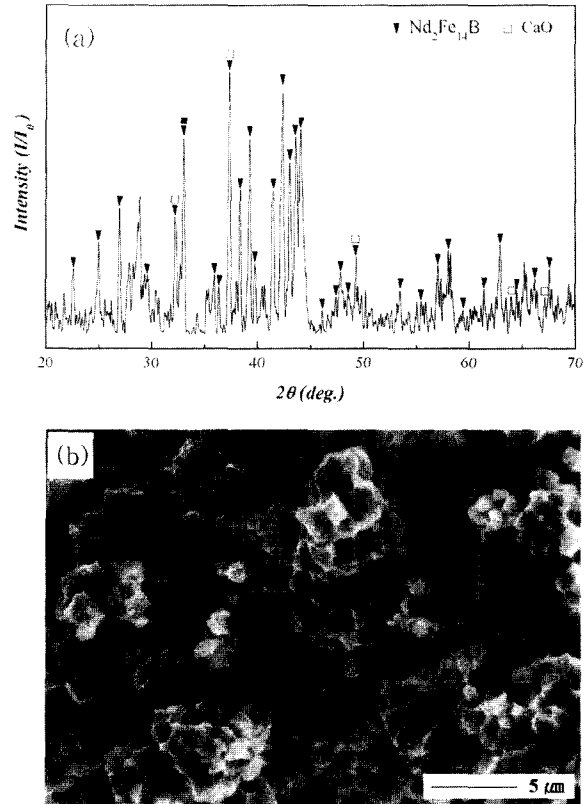 (a)
▼ Nd₂Fe₁₄B □ CaO
Intensity (I/I₀)
20 30 40 50 60 70
2θ (deg.)
(b)
5 μm